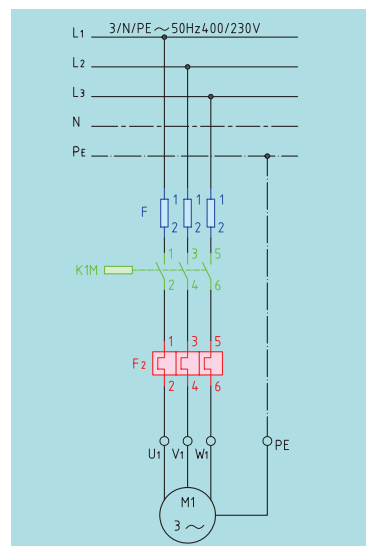 L1 3/N/PE ~ 50Hz 400/230V
L2
L3
N
PE
1 1 1
F
2 2 2
1 3 5
K1M
2 4 6
1 3 5
F2
2 4 6
U1 V1 W1 PE
M1
3 ~